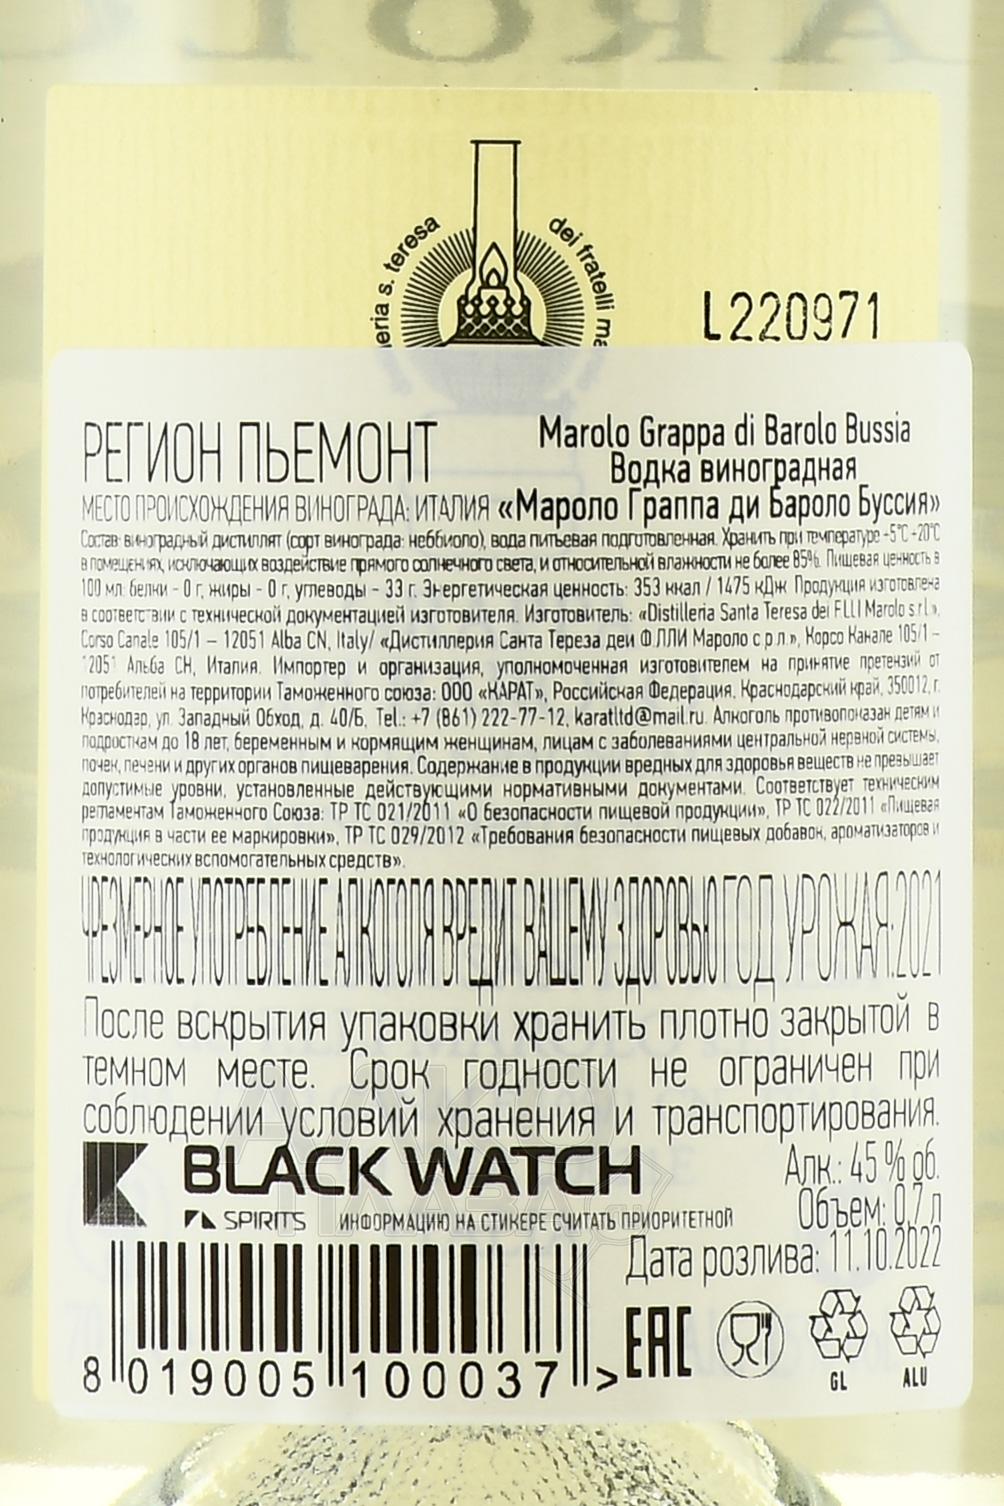 AROL
s. teresa
dei fratelli ma
L220971
РЕГИОН ПЬЕМОНТ
Marolo Grappa di Barolo Bussia
Водка виноградная
МЕСТО ПРОИСХОЖДЕНИЯ ВИНОГРАДА: ИТАЛИЯ «Мароло Граппа ди Бароло Буссия»
Состав: виноградный дистиллят (сорт винограда: неббиоло), вода питьевая подготовленная. Хранить при температуре +5°С +20°С
в помещениях, исключающих воздействие прямого солнечного света, и относительной влажности не более 85%. Пищевая ценность в
100 мл: белки - 0 г, жиры - 0 г, углеводы - 33 г. Энергетическая ценность: 353 ккал / 1475 кДж Продукция изготовлена
в соответствии с технической документацией изготовителя. Изготовитель: «Distilleria Santa Teresa dei F.LLI Marolo s.r.l.»,
Corso Canale 105/1 – 12051 Alba CN, Italy/ «Дистиллерия Санта Тереза деи Ф.ЛЛИ Мароло с.р.л.», Корсо Канале 105/1 –
12051 Альба СН, Италия. Импортер и организация, уполномоченная изготовителем на принятие претензий от
потребителей на территории Таможенного союза: ООО «КАРАТ», Российская Федерация, Краснодарский край, 350012, г.
Краснодар, ул. Западный Обход, д. 40/Б, Tel.: +7 (861) 222-77-12, karatltd@mail.ru. Алкоголь противопоказан детям и
подросткам до 18 лет, беременным и кормящим женщинам, лицам с заболеваниями центральной нервной системы,
почек, печени и других органов пищеварения. Содержание в продукции вредных для здоровья веществ не превышает
допустимые уровни, установленные действующими нормативными документами. Соответствует техническим
регламентам Таможенного Союза: ТР ТС 021/2011 «О безопасности пищевой продукции», ТР ТС 022/2011 «Пищевая
продукция в части ее маркировки», ТР ТС 029/2012 «Требования безопасности пищевых добавок, ароматизаторов и
технологических вспомогательных средств».
ЧРЕЗМЕРНОЕ УПОТРЕБЛЕНИЕ АЛКОГОЛЯ ВРЕДИТ ВАШЕМУ ЗДОРОВЬЮ ГОД УРОЖАЯ:2021
После вскрытия упаковки хранить плотно закрытой в
темном месте. Срок годности не ограничен при
соблюдении условий хранения и транспортирования.
BLACK WATCH
SPIRITS
ИНФОРМАЦИЮ НА СТИКЕРЕ СЧИТАТЬ ПРИОРИТЕТНОЙ
Алк.: 45 % об.
Объем: 0,7 л
Дата розлива: 11.10.2022
8 019005 100037 >
EAC
GL
ALU